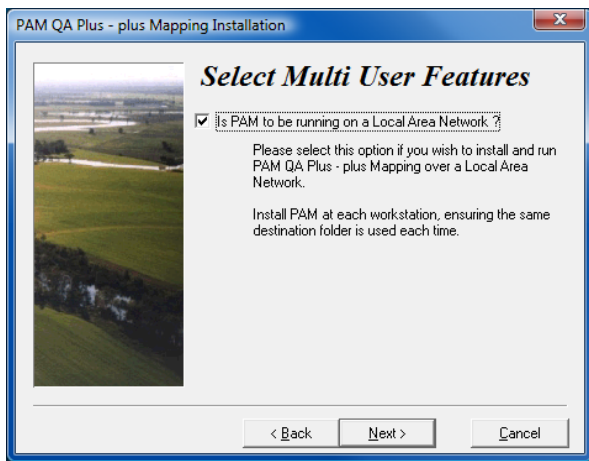 PAM QA Plus - plus Mapping Installation
Select Multi User Features
Is PAM to be running on a Local Area Network ?
Please select this option if you wish to install and run
PAM QA Plus - plus Mapping over a Local Area
Network.
Install PAM at each workstation, ensuring the same
destination folder is used each time.
< Back
Next >
Cancel